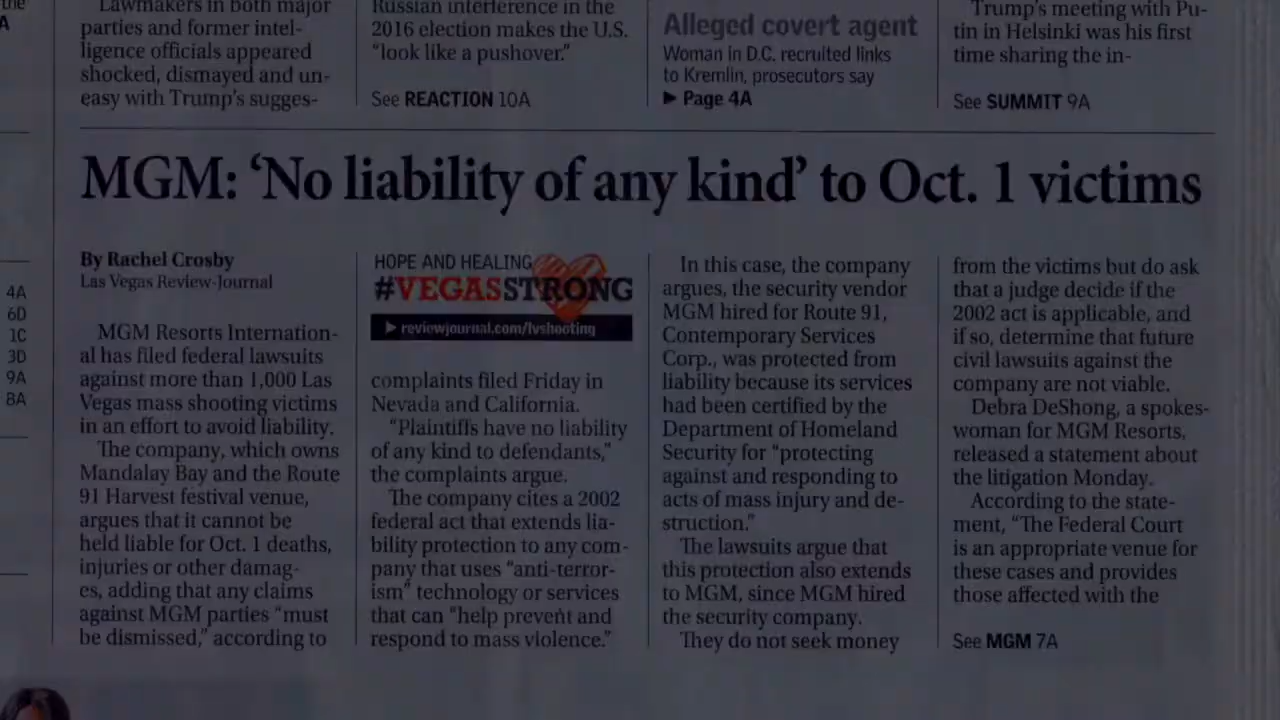 the
A
Lawmakers in both major
parties and former intel-
ligence officials appeared
shocked, dismayed and un-
easy with Trump's sugges-
Russian interference in the
2016 election makes the U.S.
"look like a pushover."
See REACTION 10A
Alleged covert agent
Woman in D.C. recruited links
to Kremlin, prosecutors say
▶ Page 4A
Trump's meeting with Pu-
tin in Helsinki was his first
time sharing the in-
See SUMMIT 9A
4A
6D
1C
3D
9A
8A
MGM: 'No liability of any kind' to Oct. 1 victims
By Rachel Crosby
Las Vegas Review-Journal
MGM Resorts Internation-
al has filed federal lawsuits
against more than 1,000 Las
Vegas mass shooting victims
in an effort to avoid liability.
The company, which owns
Mandalay Bay and the Route
91 Harvest festival venue,
argues that it cannot be
held liable for Oct. 1 deaths,
injuries or other damag-
es, adding that any claims
against MGM parties "must
be dismissed," according to
HOPE AND HEALING
#VEGASSTRONG
▶ reviewjournal.com/lvshooting
complaints filed Friday in
Nevada and California.
"Plaintiffs have no liability
of any kind to defendants,"
the complaints argue.
The company cites a 2002
federal act that extends lia-
bility protection to any com-
pany that uses "anti-terror-
ism" technology or services
that can "help prevent and
respond to mass violence."
In this case, the company
argues, the security vendor
MGM hired for Route 91,
Contemporary Services
Corp., was protected from
liability because its services
had been certified by the
Department of Homeland
Security for "protecting
against and responding to
acts of mass injury and de-
struction."
The lawsuits argue that
this protection also extends
to MGM, since MGM hired
the security company.
They do not seek money
from the victims but do ask
that a judge decide if the
2002 act is applicable, and
if so, determine that future
civil lawsuits against the
company are not viable.
Debra DeShong, a spokes-
woman for MGM Resorts,
released a statement about
the litigation Monday.
According to the state-
ment, "The Federal Court
is an appropriate venue for
these cases and provides
those affected with the
See MGM 7A